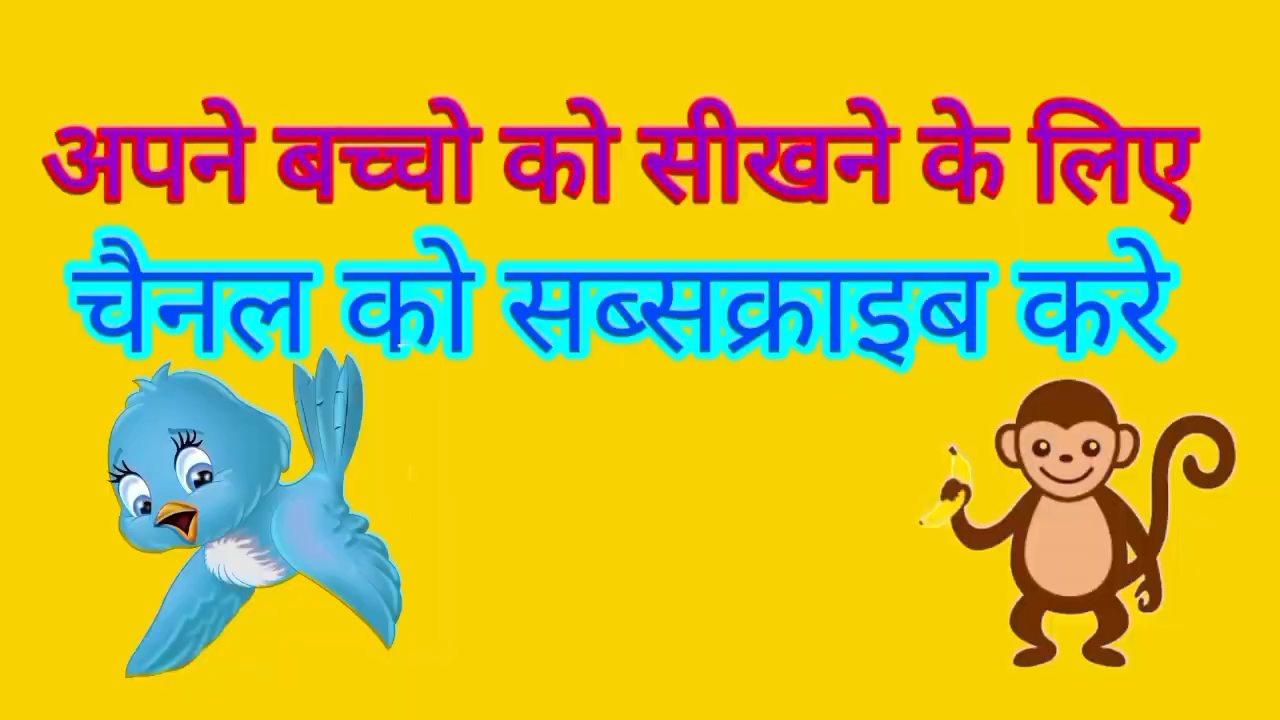 अपने बच्चो को सीखने के लिए
चैनल को सब्सक्राइब करे